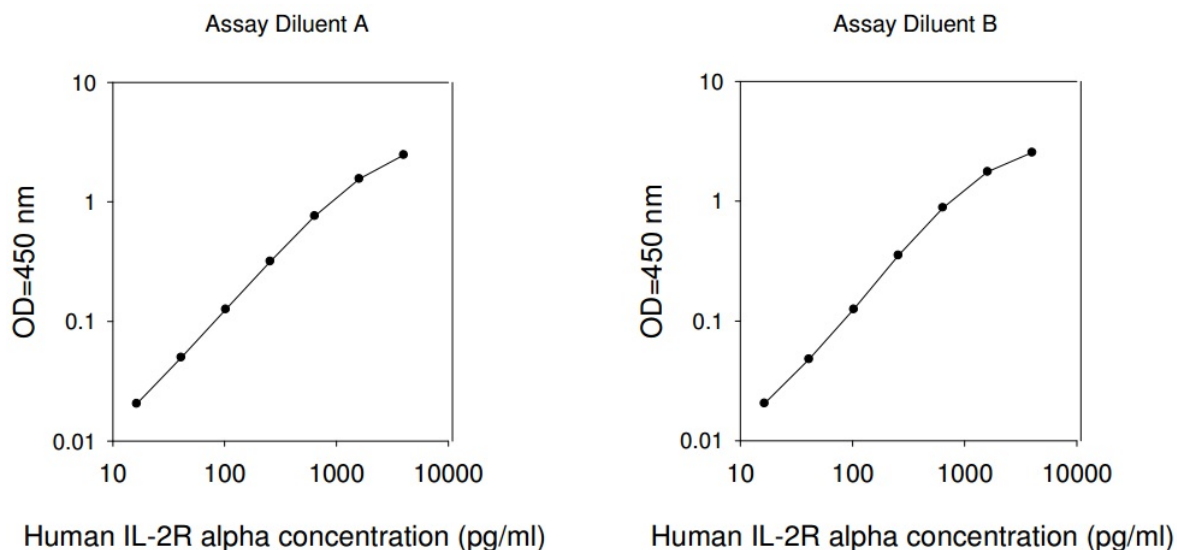 Assay Diluent A
10
1
0.1
0.01
OD=450 nm
10 100 1000 10000
Human IL-2R alpha concentration (pg/ml)
Assay Diluent B
10
1
0.1
0.01
OD=450 nm
10 100 1000 10000
Human IL-2R alpha concentration (pg/ml)